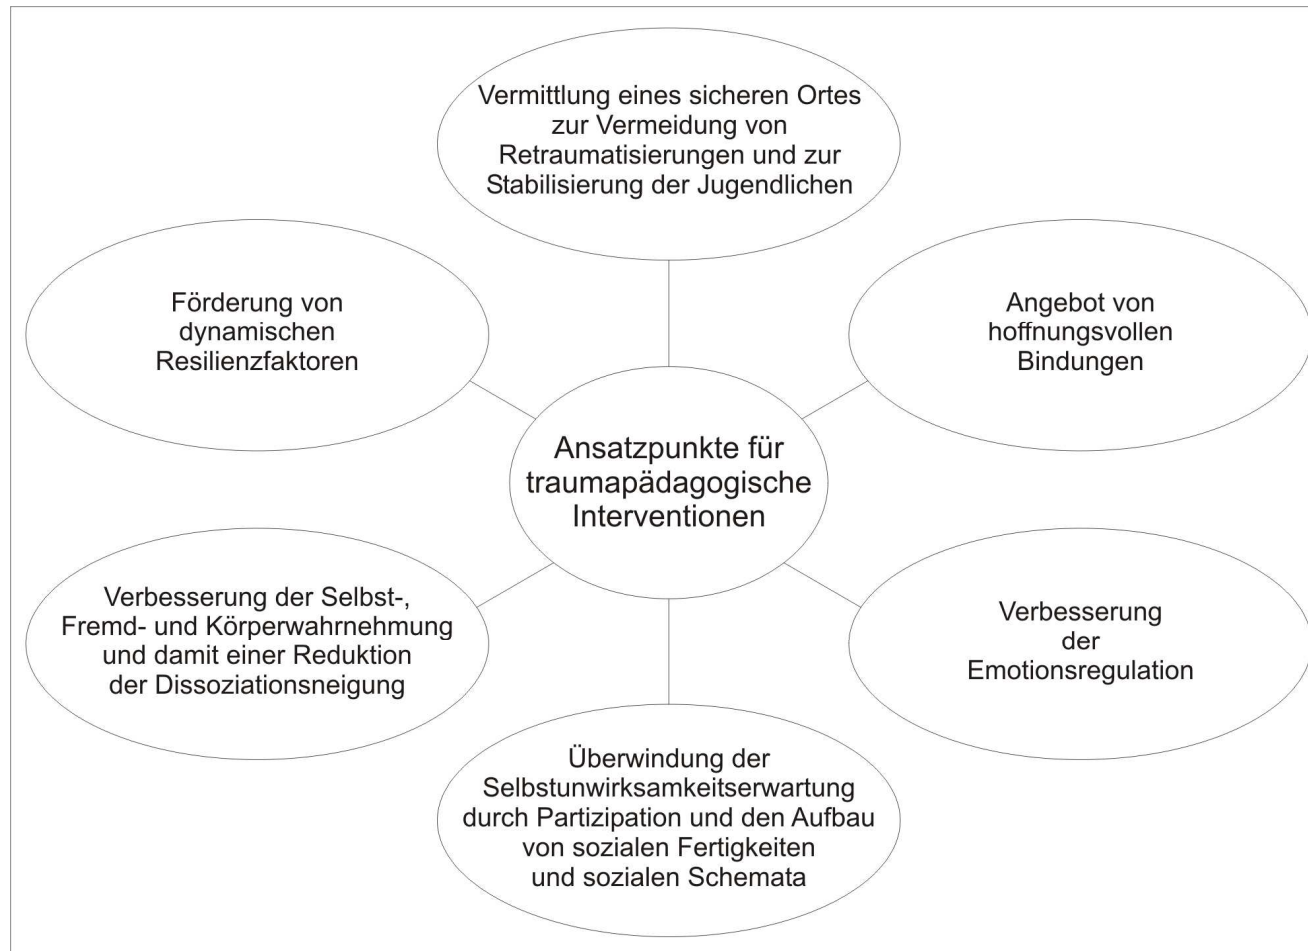 Vermittlung eines sicheren Ortes
zur Vermeidung von
Retraumatisierungen und zur
Stabilisierung der Jugendlichen
Förderung von
dynamischen
Resilienzfaktoren
Angebot von
hoffnungsvollen
Bindungen
Ansatzpunkte für
traumapädagogische
Interventionen
Verbesserung der Selbst-,
Fremd- und Körperwahrnehmung
und damit einer Reduktion
der Dissoziationsneigung
Verbesserung
der
Emotionsregulation
Überwindung der
Selbstunwirksamkeitserwartung
durch Partizipation und den Aufbau
von sozialen Fertigkeiten
und sozialen Schemata